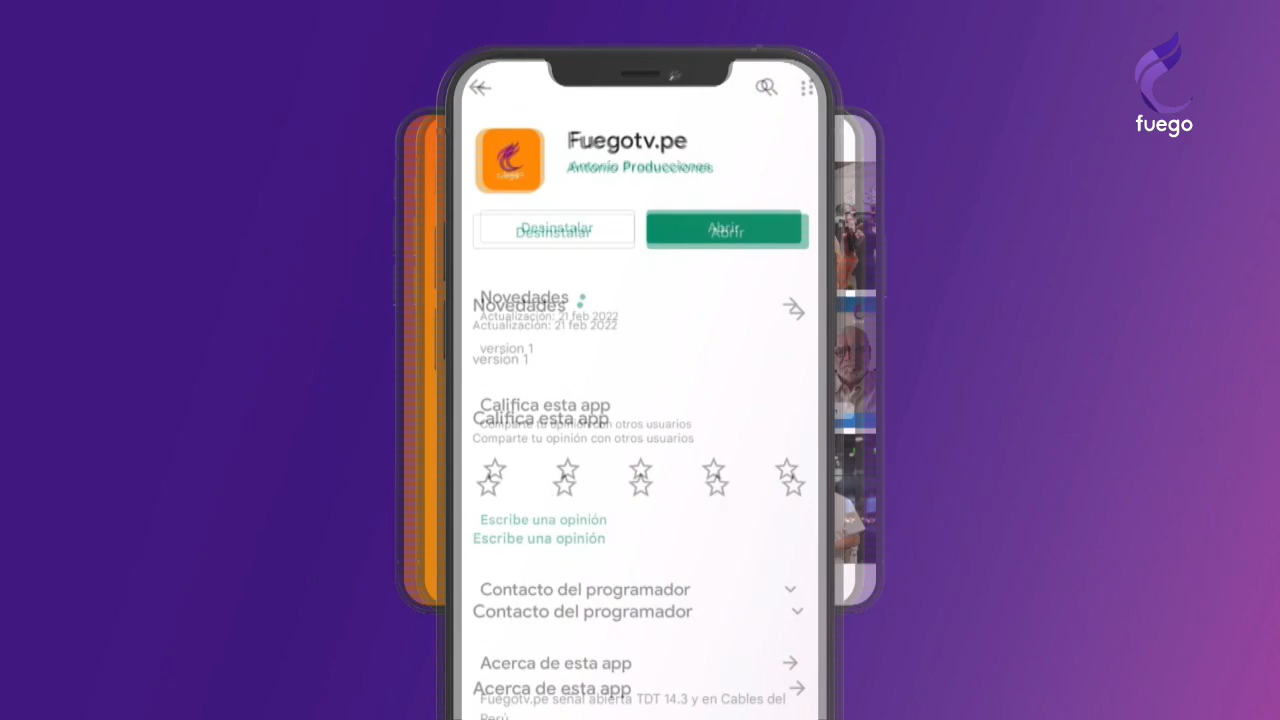 fuego
Fuegotv.pe
Antonio Producciones
fuego
Desinstalar
Abrir
Novedades
Actualización: 21 feb 2022
version 1
Califica esta app
Comparte tu opinión con otros usuarios
Escribe una opinión
Contacto del programador
Acerca de esta app
Fuegotv.pe señal abierta TDT 14.3 y en Cables del
Perú